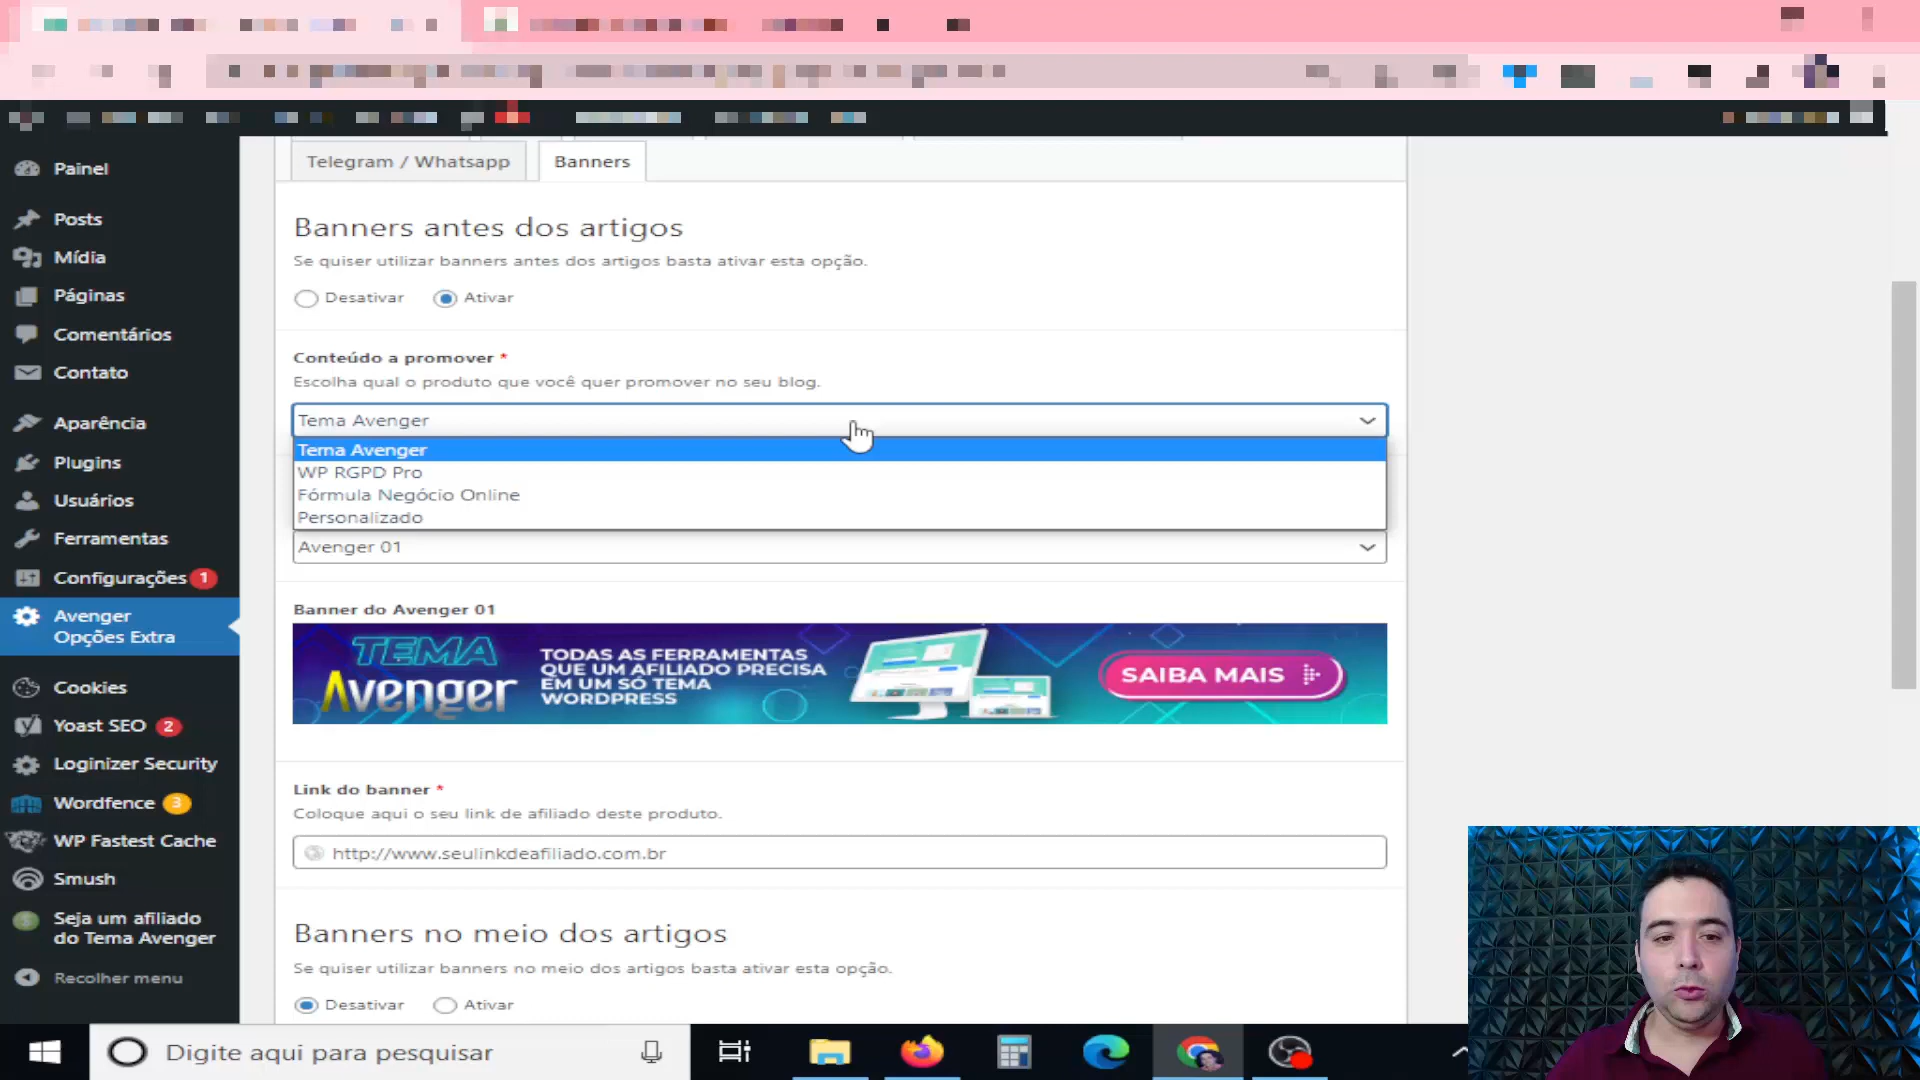 Telegram / Whatsapp
Banners
Painel
Posts
Mídia
Páginas
Comentários
Contato
Aparência
Plugins
Usuários
Ferramentas
Configurações 1
Avenger
Opções Extra
Cookies
Yoast SEO 2
Loginizer Security
Wordfence 3
WP Fastest Cache
Smush
Seja um afiliado
do Tema Avenger
Recolher menu
Banners antes dos artigos
Se quiser utilizar banners antes dos artigos basta ativar esta opção.
Desativar
Ativar
Conteúdo a promover *
Escolha qual o produto que você quer promover no seu blog.
Tema Avenger
Tema Avenger
WP RGPD Pro
Fórmula Negócio Online
Personalizado
Avenger 01
Banner do Avenger 01
TEMA
Avenger
TODAS AS FERRAMENTAS
QUE UM AFILIADO PRECISA
EM UM SÓ TEMA
WORDPRESS
SAIBA MAIS
Link do banner *
Coloque aqui o seu link de afiliado deste produto.
http://www.seulinkdeafiliado.com.br
Banners no meio dos artigos
Se quiser utilizar banners no meio dos artigos basta ativar esta opção.
Desativar
Ativar
Digite aqui para pesquisar